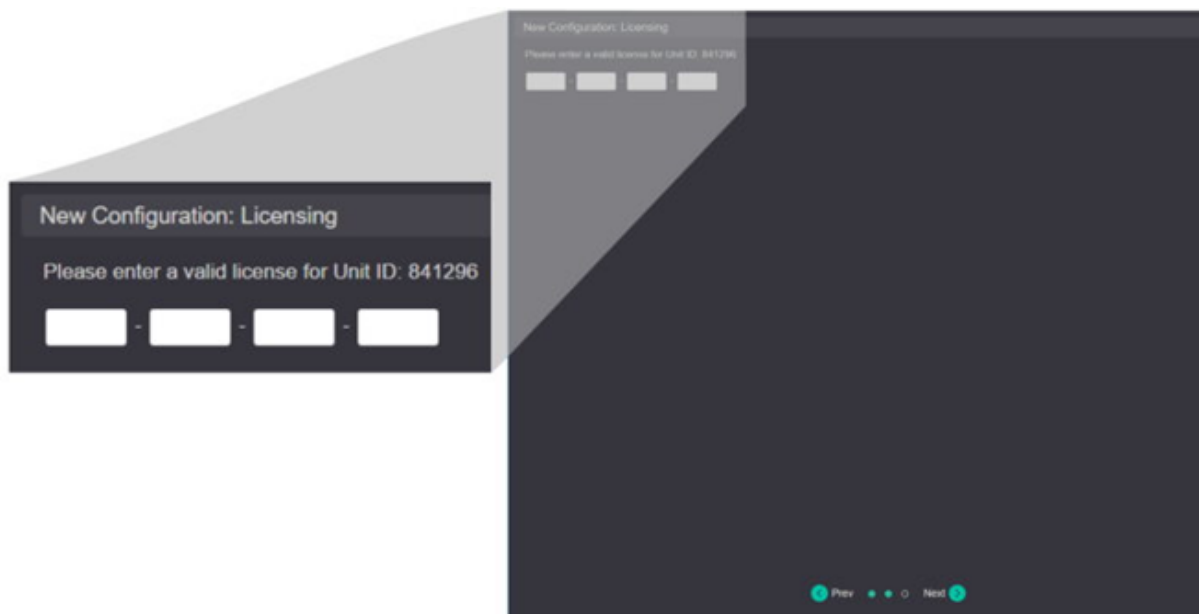 New Configuration: Licensing
Please enter a valid license for Unit ID: 841296
- - -
New Configuration: Licensing
Please enter a valid license for Unit ID: 841296
- - -
Prev Next